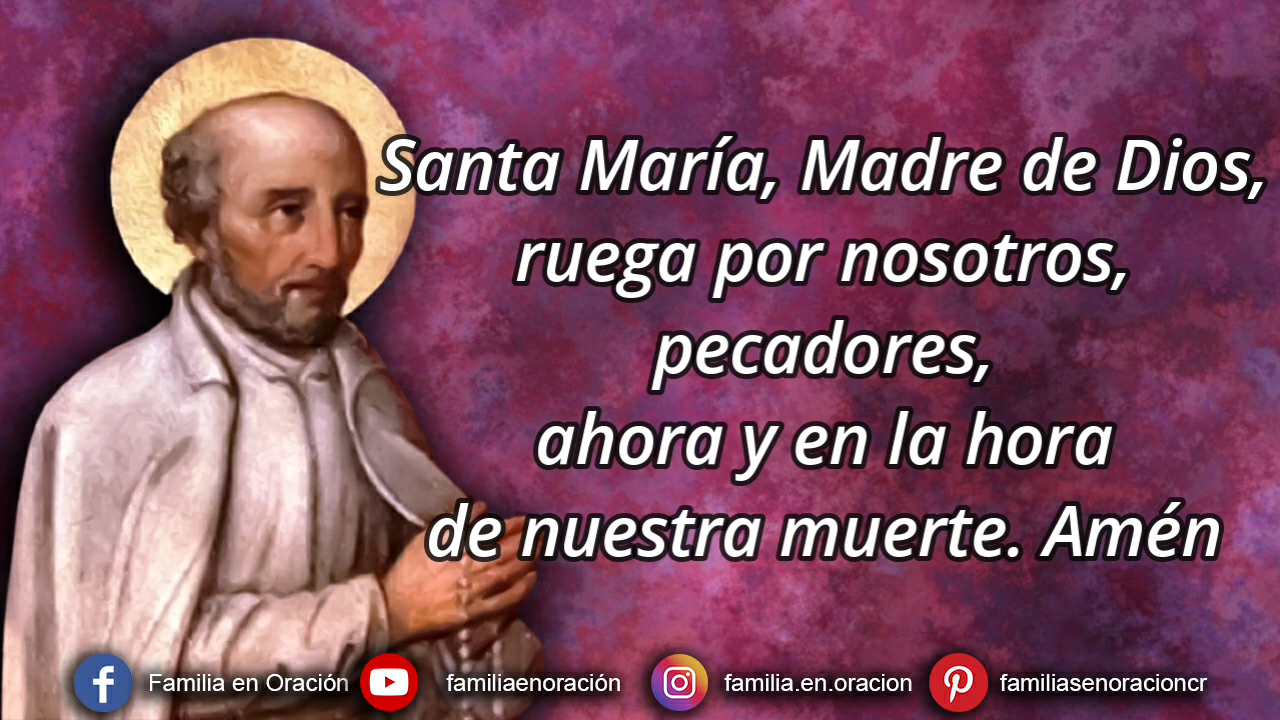 Santa María, Madre de Dios,
ruega por nosotros,
pecadores,
ahora y en la hora
de nuestra muerte. Amén
Familia en Oración familiaenoración familia.en.oracion familiasenoracioncr